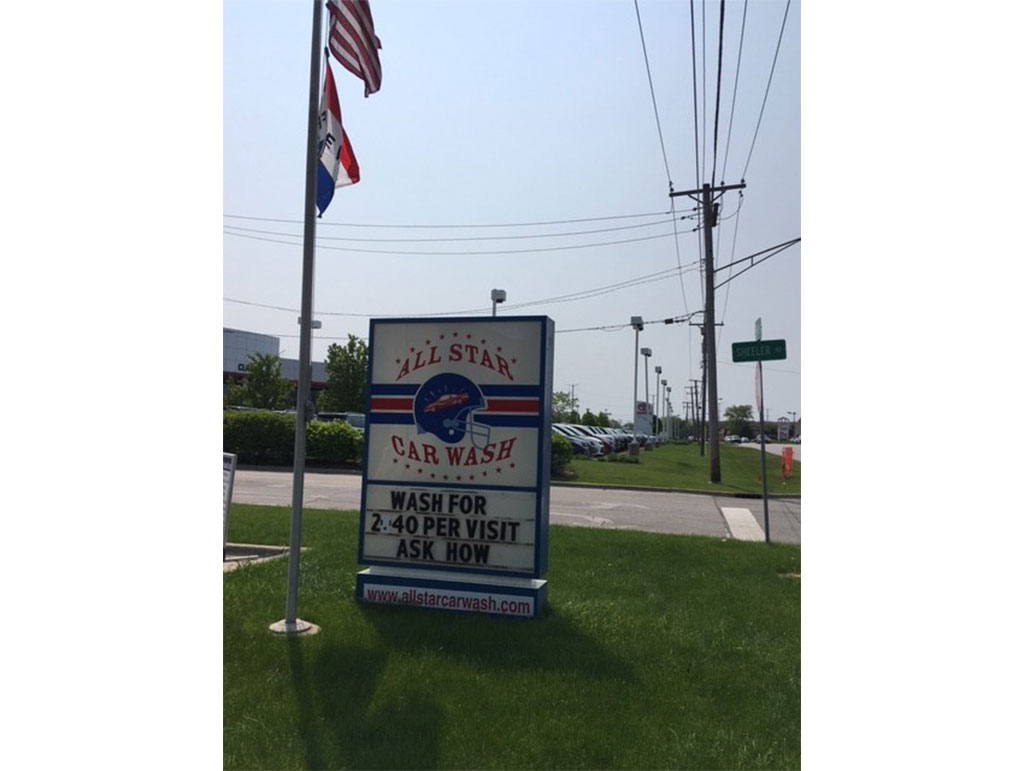 ALL STAR
CAR WASH
WASH FOR
2.40 PER VISIT
ASK HOW
www.allstarcarwash.com
SHEELER